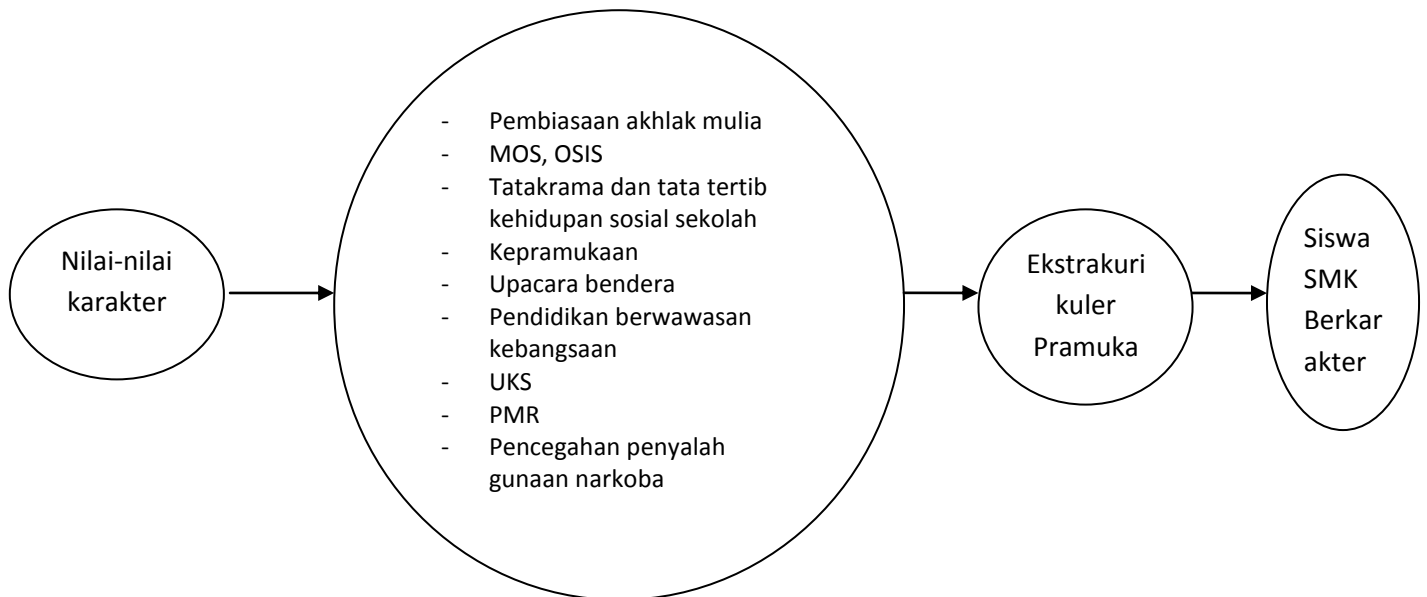 Nilai-nilai
karakter
- Pembiasaan akhlak mulia
- MOS, OSIS
- Tatakrama dan tata tertib
kehidupan sosial sekolah
- Kepramukaan
- Upacara bendera
- Pendidikan berwawasan
kebangsaan
- UKS
- PMR
- Pencegahan penyalah
gunaan narkoba
Ekstrakuri
kuler
Pramuka
Siswa
SMK
Berkar
akter